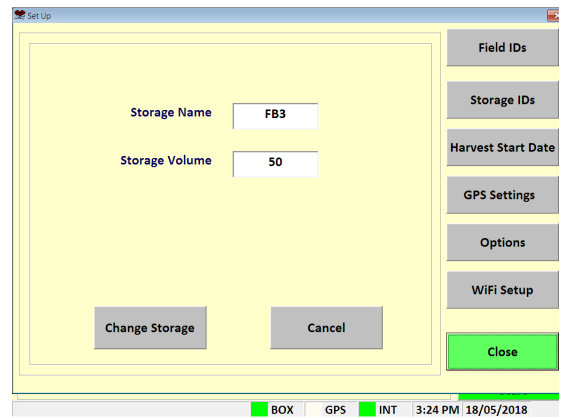 Set Up
Field IDs
Storage IDs
Storage Name FB3
Harvest Start Date
Storage Volume 50
GPS Settings
Options
WiFi Setup
Change Storage Cancel
Close
BOX GPS INT 3:24 PM 18/05/2018